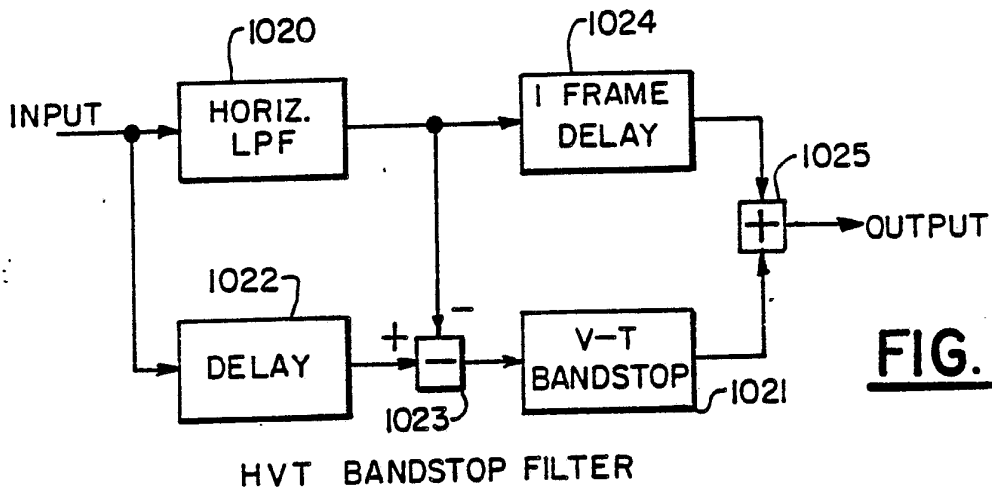 1020
1024
INPUT
HORIZ.
LPF
1 FRAME
DELAY
1025
+
OUTPUT
1022
DELAY
+
−
−
1023
V-T
BANDSTOP
1021
FIG.
HVT BANDSTOP FILTER